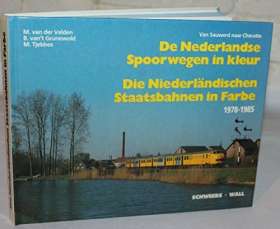 M. van der Velden
B. van't Grunewold
M. Tjebbes
Van Sauwerd naar Chevatte
De Nederlandse
Spoorwegen in kleur
Die Niederländischen
Staatsbahnen in Farbe
1970-1985
SCHWEERS + WALL